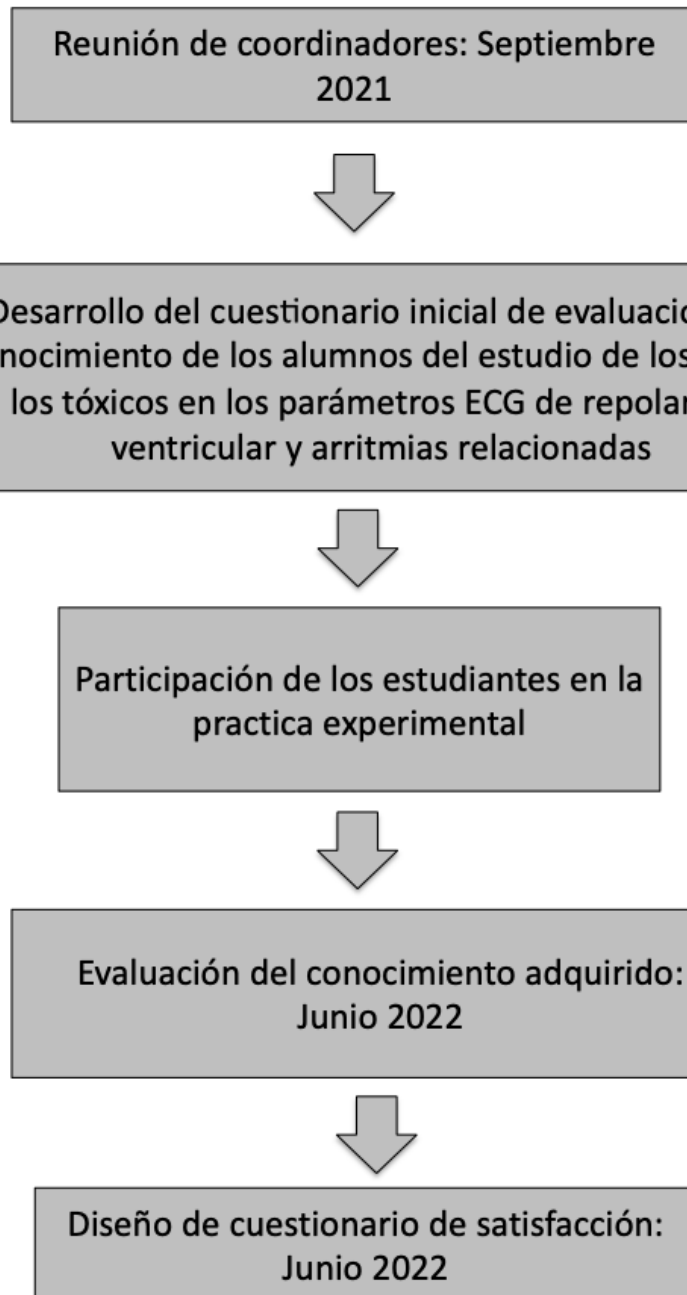 Reunión de coordinadores: Septiembre
2021
Desarrollo del cuestionario inicial de evaluació
nocimiento de los alumnos del estudio de los
los tóxicos en los parámetros ECG de repolar
ventricular y arritmias relacionadas
Participación de los estudiantes en la
practica experimental
Evaluación del conocimiento adquirido:
Junio 2022
Diseño de cuestionario de satisfacción:
Junio 2022